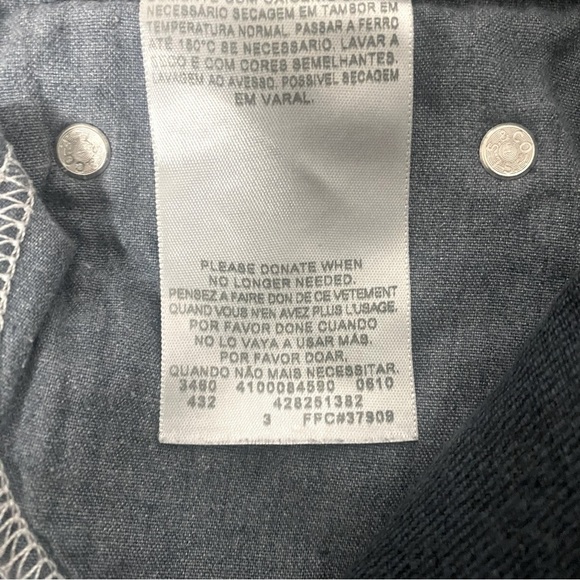 NECESSÁRIO SECAGEM EM TAMBOR EM
TEMPERATURA NORMAL. PASSAR A FERRO
ATÉ 150°C SE NECESSÁRIO. LAVAR A
SECO E COM CORES SEMELHANTES.
LAVAGEM AO AVESSO. POSSIVEL SECAGEM
EM VARAL.
PLEASE DONATE WHEN
NO LONGER NEEDED.
PENSEZ À FAIRE DON DE CE VÊTEMENT
QUAND VOUS N'EN AVEZ PLUS L'USAGE.
POR FAVOR DONE CUANDO
NO LO VAYA A USAR MÁS.
POR FAVOR DOAR,
QUANDO NÃO MAIS NECESSITAR.
3460 4100084590 0610
432 428251382
3 FFC#37909